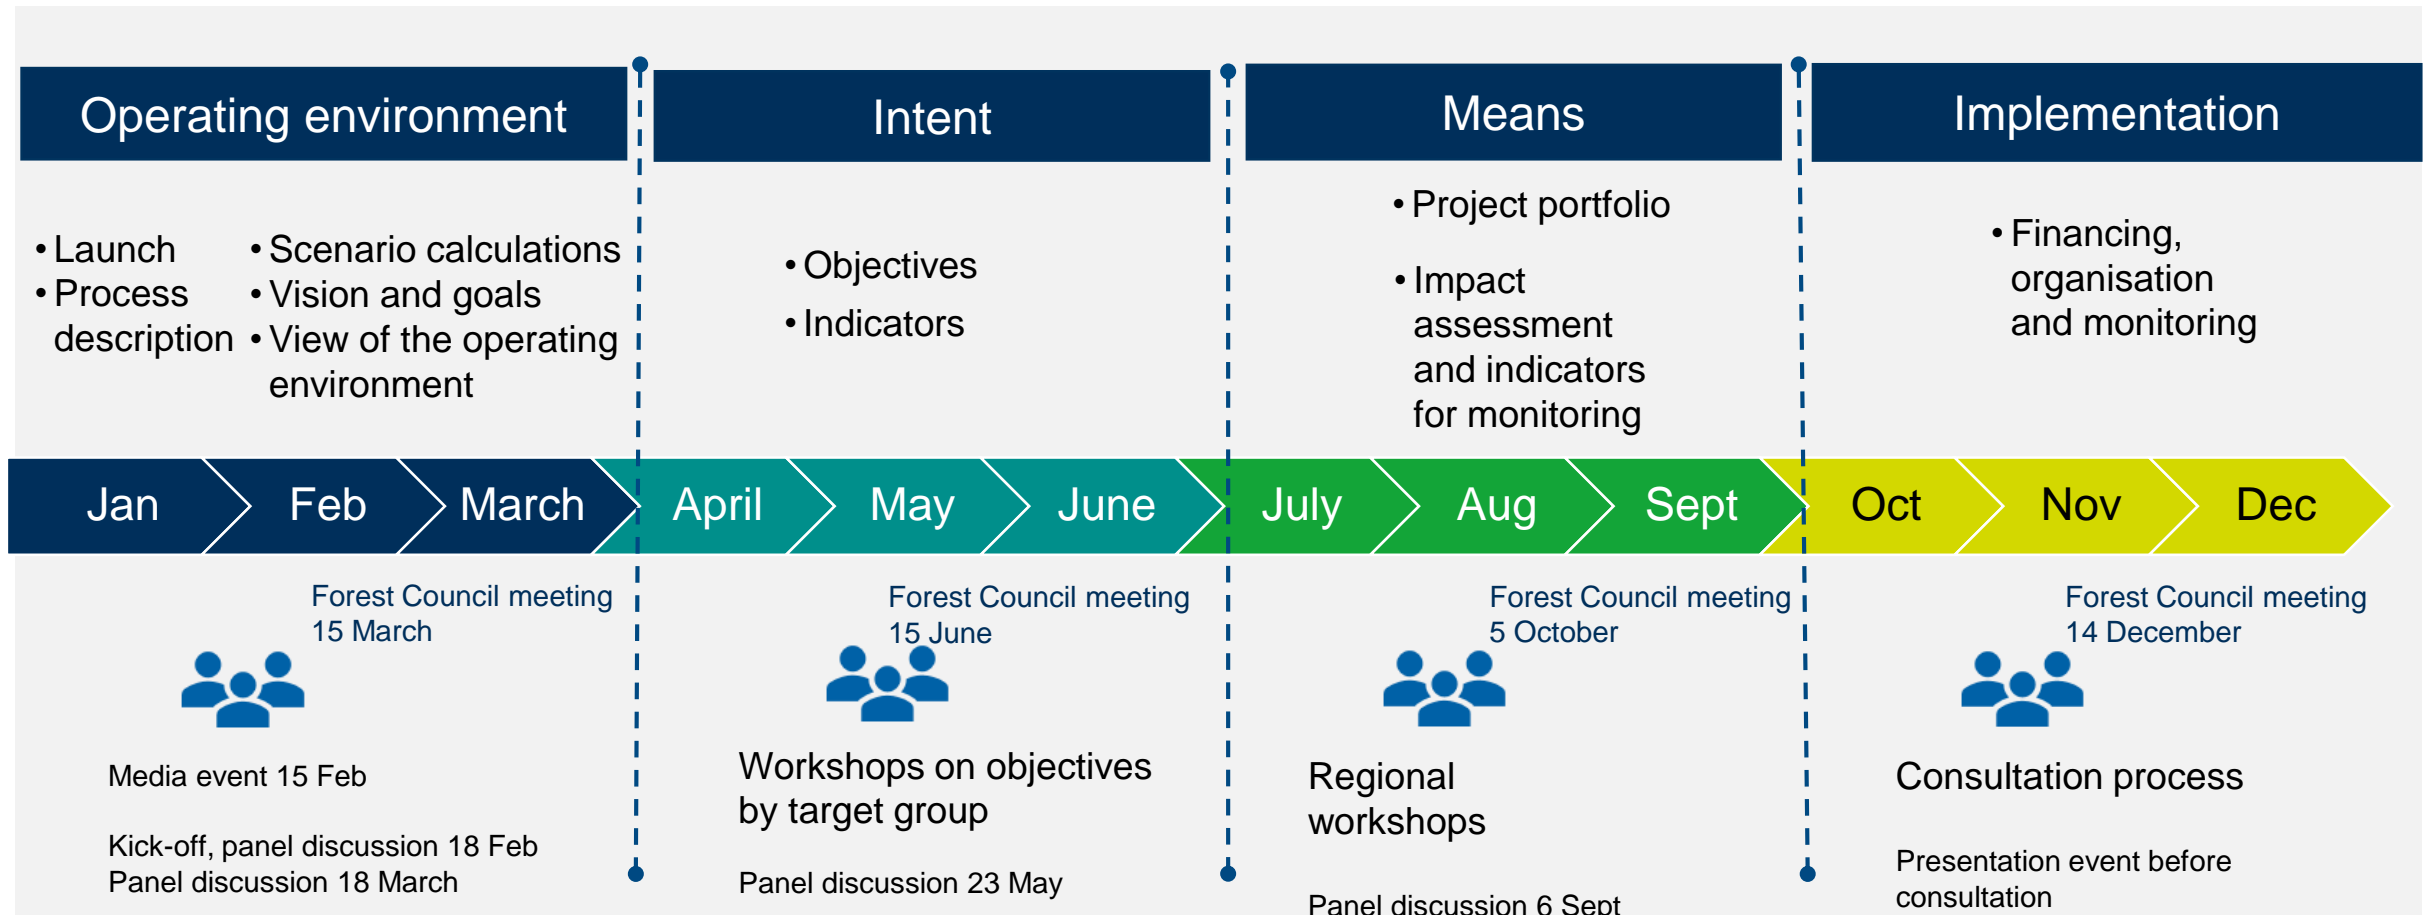 Operating environment
Intent
Means
Implementation
• Launch
• Process
description
• Scenario calculations
• Vision and goals
• View of the operating
environment
• Objectives
• Indicators
• Project portfolio
• Impact
assessment
and indicators
for monitoring
• Financing,
organisation
and monitoring
Jan
Feb
March
April
May
June
July
Aug
Sept
Oct
Nov
Dec
Forest Council meeting
15 March
Forest Council meeting
15 June
Forest Council meeting
5 October
Forest Council meeting
14 December
Media event 15 Feb
Kick-off, panel discussion 18 Feb
Panel discussion 18 March
Workshops on objectives
by target group
Panel discussion 23 May
Regional
workshops
Panel discussion 6 Sept
Consultation process
Presentation event before
consultation